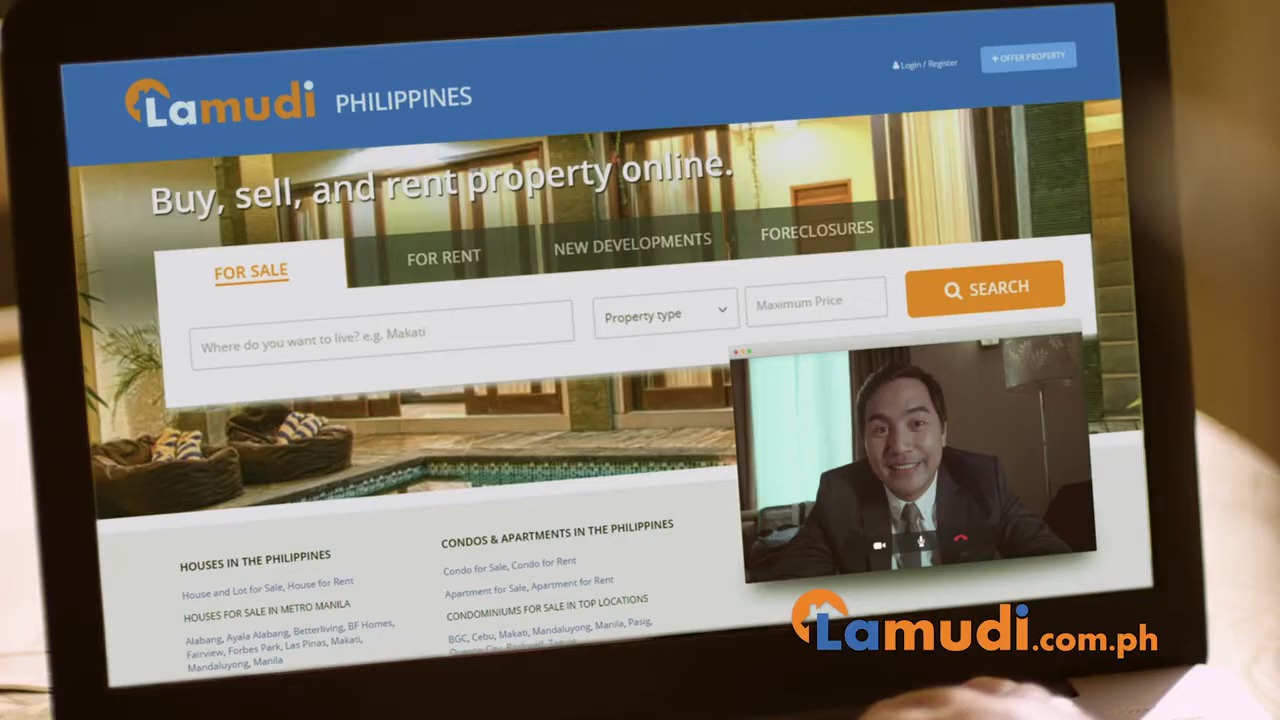 Lamudi PHILIPPINES
Login / Register
+ OFFER PROPERTY
Buy, sell, and rent property online.
FOR SALE
FOR RENT
NEW DEVELOPMENTS
FORECLOSURES
Where do you want to live? e.g. Makati
Property type
Maximum Price
SEARCH
HOUSES IN THE PHILIPPINES
House and Lot for Sale, House for Rent
HOUSES FOR SALE IN METRO MANILA
Alabang, Ayala Alabang, Betterliving, BF Homes,
Fairview, Forbes Park, Las Pinas, Makati,
Mandaluyong, Manila
CONDOS & APARTMENTS IN THE PHILIPPINES
Condo for Sale, Condo for Rent
Apartment for Sale, Apartment for Rent
CONDOMINIUMS FOR SALE IN TOP LOCATIONS
BGC, Cebu, Makati, Mandaluyong, Manila, Pasig,
Lamudi.com.ph